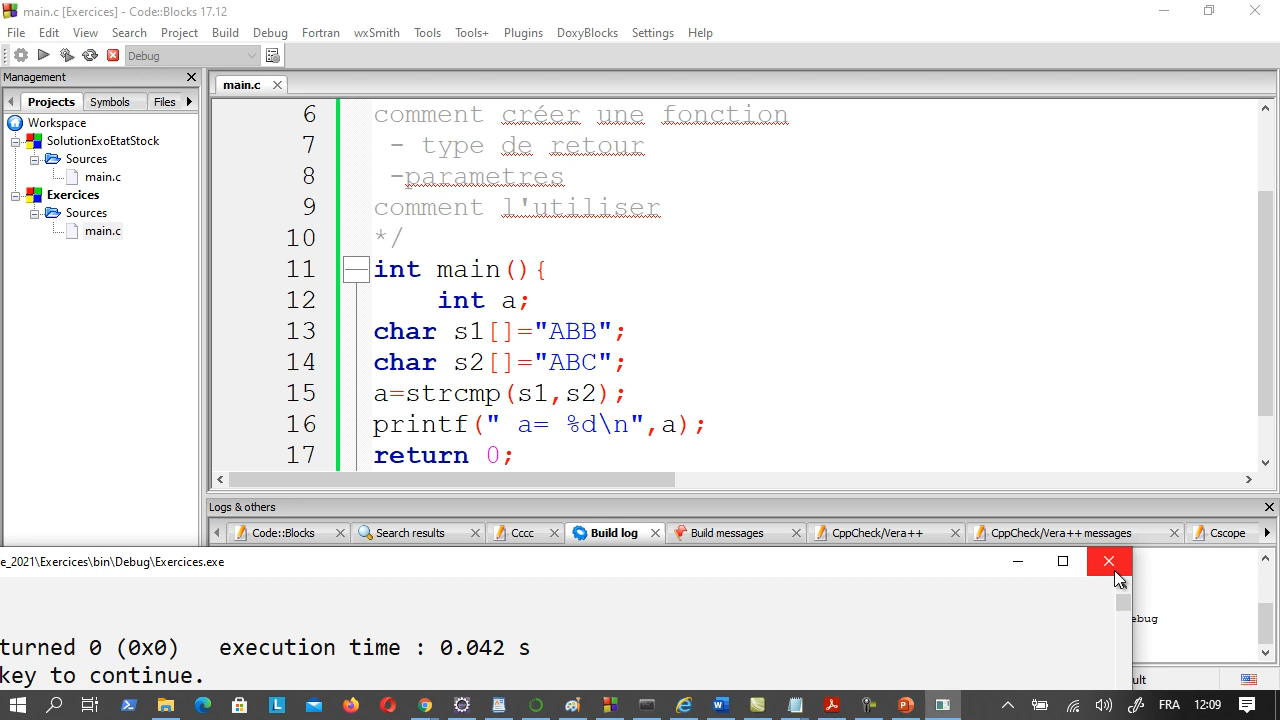 main.c [Exercices] - Code::Blocks 17.12
File Edit View Search Project Build Debug Fortran wxSmith Tools Tools+ Plugins DoxyBlocks Settings Help
Debug
Management
main.c
Projects Symbols Files
Workspace
SolutionExoEtatStock
Sources
main.c
Exercices
Sources
main.c
6 comment créer une fonction
7 - type de retour
8 -parametres
9 comment l'utiliser
10 */
11 int main(){
12 int a;
13 char s1[]="ABB";
14 char s2[]="ABC";
15 a=strcmp(s1,s2);
16 printf(" a= %d\n",a);
17 return 0;
Logs & others
Code::Blocks Search results Cccc Build log Build messages CppCheck/Vera++ CppCheck/Vera++ messages Cscope
e_2021\Exercices\bin\Debug\Exercices.exe
ebug
turned 0 (0x0) execution time : 0.042 s
key to continue.
ult
FRA 12:09